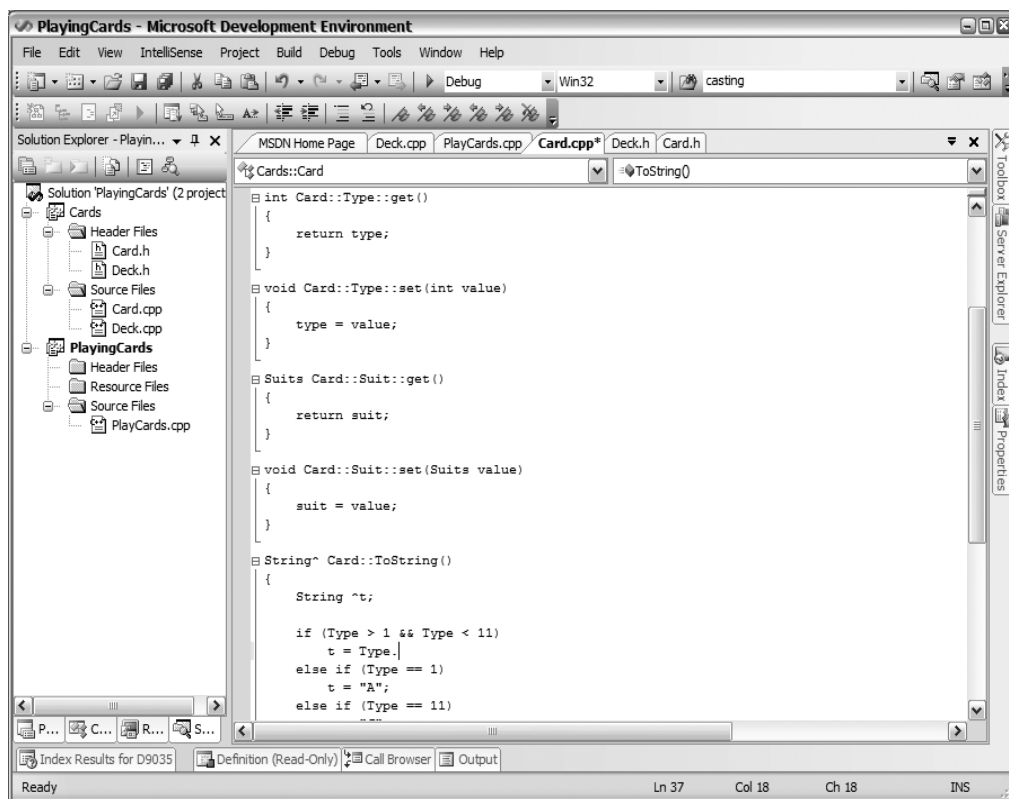 PlayingCards - Microsoft Development Environment
File Edit View IntelliSense Project Build Debug Tools Window Help
Debug Win32 casting
Solution Explorer - Playin...
MSDN Home Page Deck.cpp PlayCards.cpp Card.cpp* Deck.h Card.h
Cards::Card ToString()
Solution 'PlayingCards' (2 project
Cards
Header Files
Card.h
Deck.h
Source Files
Card.cpp
Deck.cpp
PlayingCards
Header Files
Resource Files
Source Files
PlayCards.cpp
int Card::Type::get()
{
return type;
}
void Card::Type::set(int value)
{
type = value;
}
Suits Card::Suit::get()
{
return suit;
}
void Card::Suit::set(Suits value)
{
suit = value;
}
String^ Card::ToString()
{
String ^t;
if (Type > 1 && Type < 11)
t = Type.
else if (Type == 1)
t = "A";
else if (Type == 11)
Toolbox
Server Explorer
Index
Properties
P... C... R... S...
Index Results for D9035 Definition (Read-Only) Call Browser Output
Ready Ln 37 Col 18 Ch 18 INS